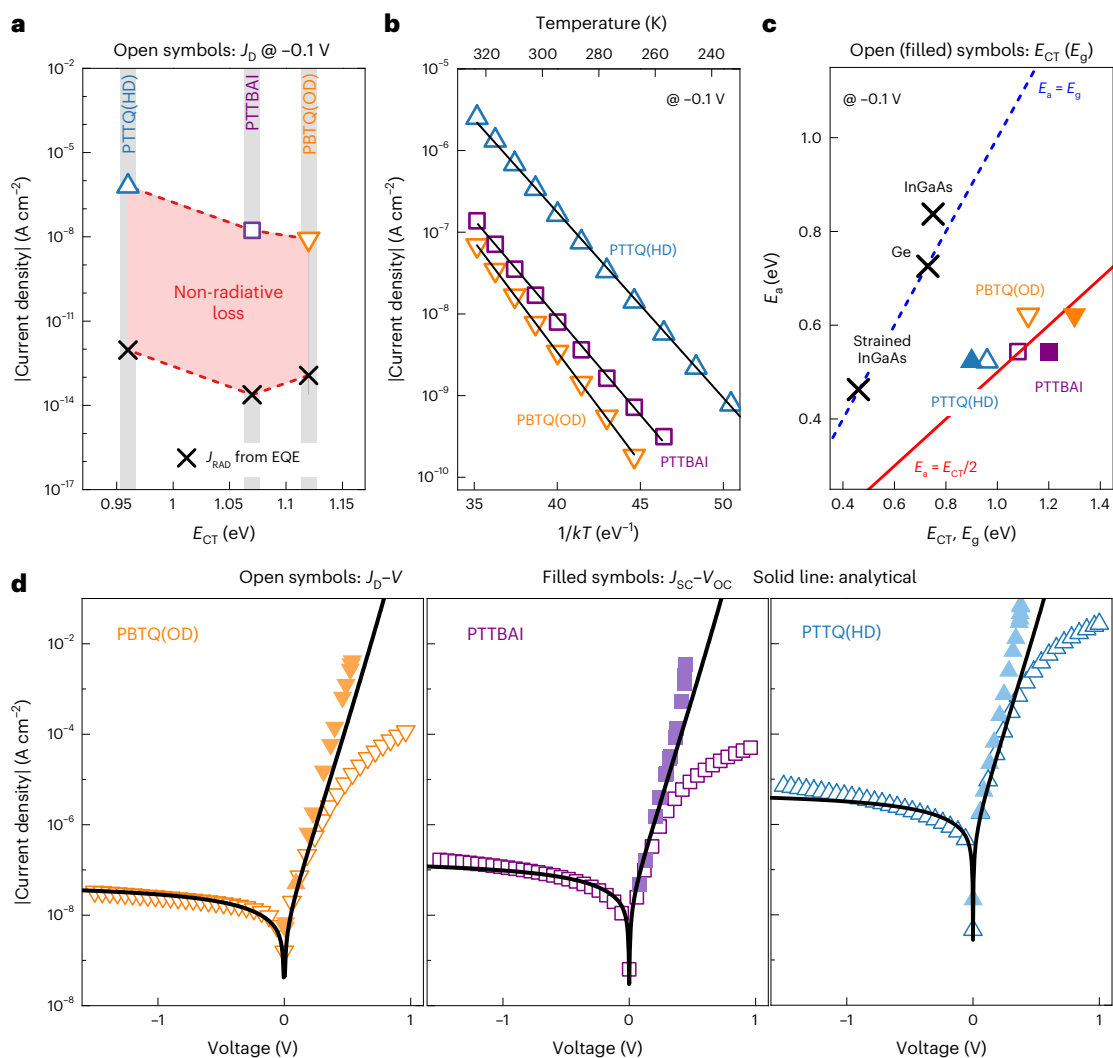 a
Open symbols: J_D @ –0.1 V
10^–2
10^–5
10^–8
10^–11
10^–14
10^–17
|Current density| (A cm^–2)
PTTQ(HD)
PTTBAI
PBTQ(OD)
Non-radiative
loss
J_RAD from EQE
0.95
1
1.05
1.10
1.15
E_CT (eV)
b
Temperature (K)
320
300
280
260
240
10^–5
10^–6
10^–7
10^–8
10^–9
10^–10
|Current density| (A cm^–2)
@ –0.1 V
PTTQ(HD)
PBTQ(OD)
PTTBAI
35
40
45
50
1/kT (eV^–1)
c
Open (filled) symbols: E_CT (E_g)
@ –0.1 V
E_a = E_g
1.0
0.8
0.6
0.4
E_a (eV)
InGaAs
Ge
PBTQ(OD)
Strained
InGaAs
PTTQ(HD)
PTTBAI
E_a = E_CT/2
0.4
0.6
0.8
1.0
1.2
1.4
E_CT, E_g (eV)
d
Open symbols: J_D–V
Filled symbols: J_SC–V_OC
Solid line: analytical
10^–2
10^–4
10^–6
10^–8
|Current density| (A cm^–2)
PBTQ(OD)
–1
0
1
Voltage (V)
PTTBAI
–1
0
1
Voltage (V)
PTTQ(HD)
–1
0
1
Voltage (V)